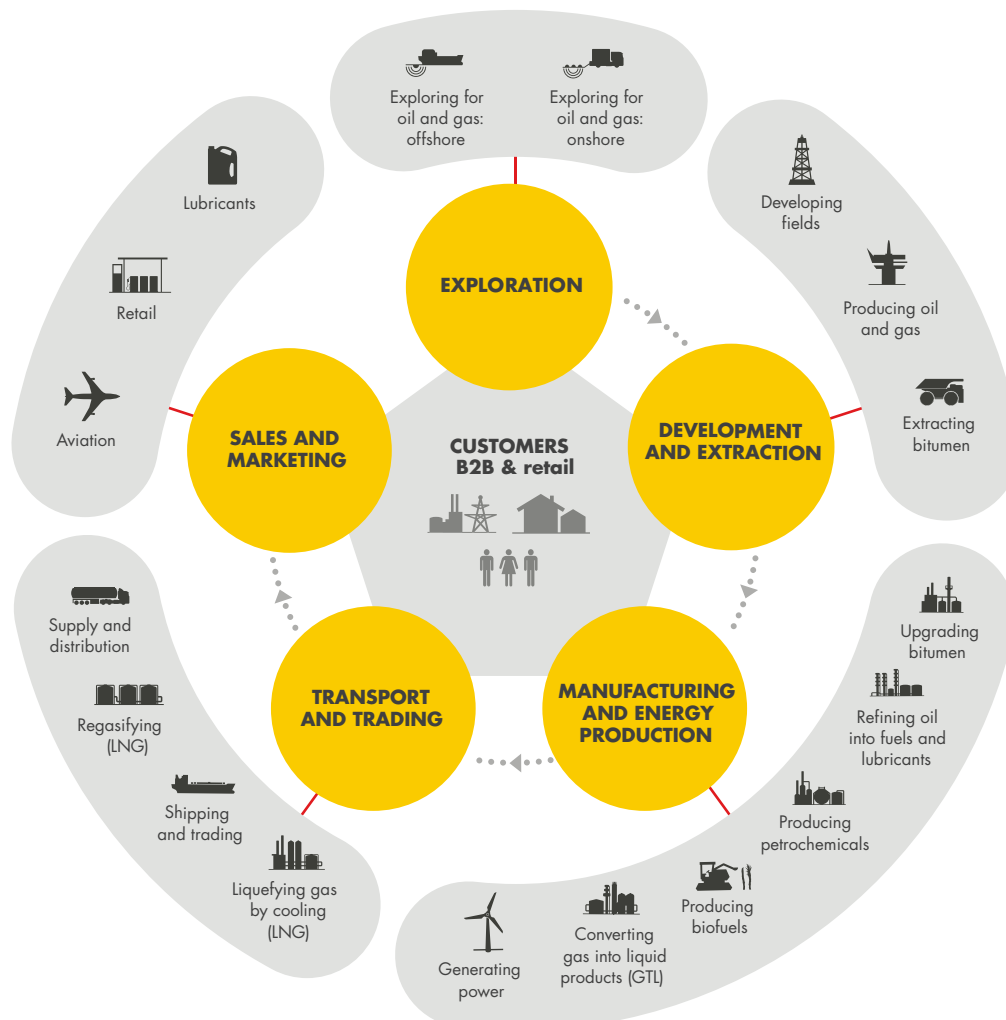 Exploring for
oil and gas:
offshore
Exploring for
oil and gas:
onshore
EXPLORATION
Developing
fields
Producing oil
and gas
Extracting
bitumen
DEVELOPMENT
AND EXTRACTION
Upgrading
bitumen
Refining oil
into fuels and
lubricants
Producing
petrochemicals
Producing
biofuels
Converting
gas into liquid
products (GTL)
Generating
power
MANUFACTURING
AND ENERGY
PRODUCTION
Liquefying gas
by cooling
(LNG)
Shipping
and trading
Regasifying
(LNG)
Supply and
distribution
TRANSPORT
AND TRADING
Aviation
Retail
Lubricants
SALES AND
MARKETING
CUSTOMERS
B2B & retail